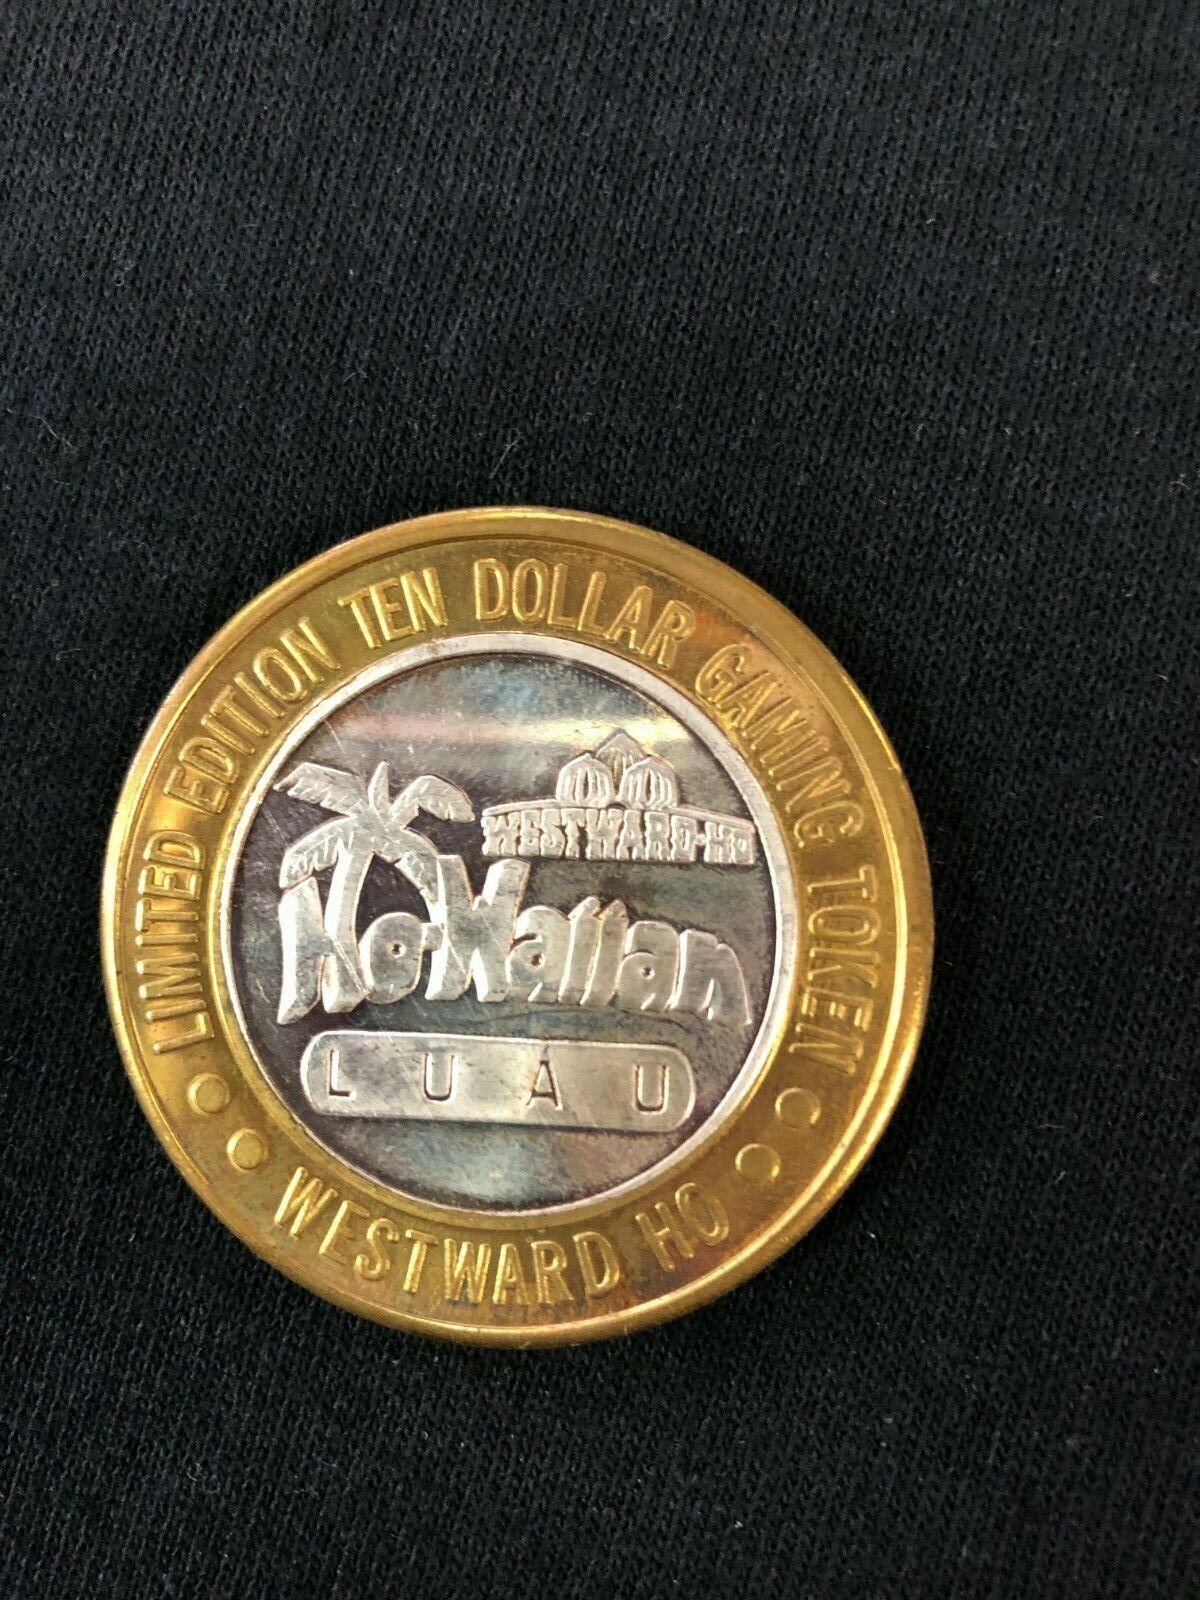 LIMITED EDITION TEN DOLLAR GAMING TOKEN
WESTWARD-HO
Ho-Waiian
LUAU
WESTWARD HO